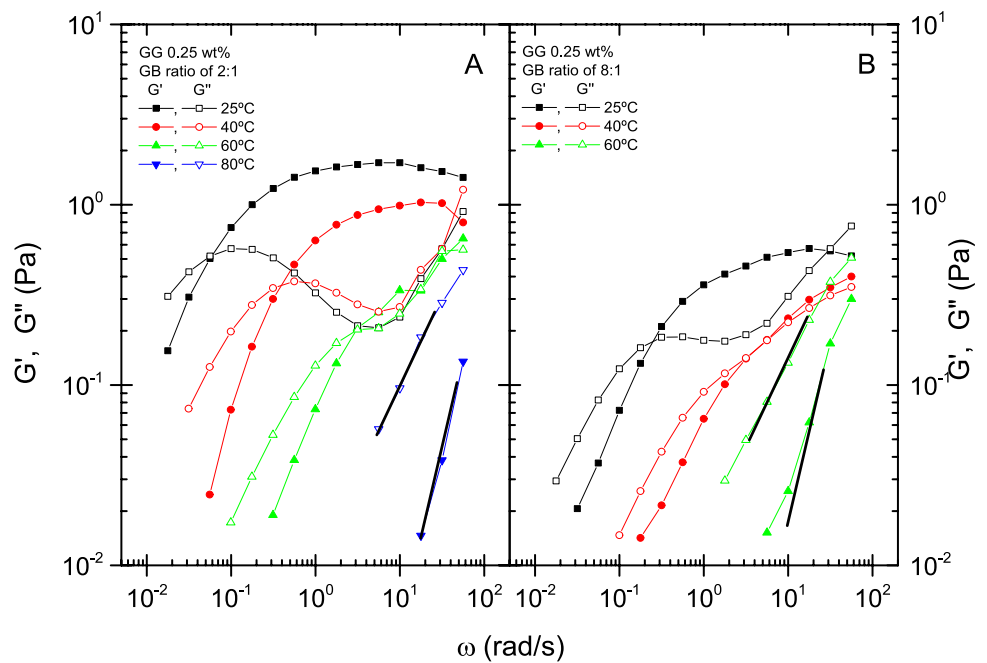 GG 0.25 wt%
GB ratio of 2:1
G' G''
, 25ºC
, 40ºC
, 60ºC
, 80ºC
A
GG 0.25 wt%
GB ratio of 8:1
G' G''
, 25ºC
, 40ºC
, 60ºC
B
10^1
10^0
10^-1
10^-2
G', G'' (Pa)
10^1
10^0
10^-1
10^-2
G', G'' (Pa)
10^-2 10^-1 10^0 10^1 10^2
10^-2 10^-1 10^0 10^1 10^2
ω (rad/s)